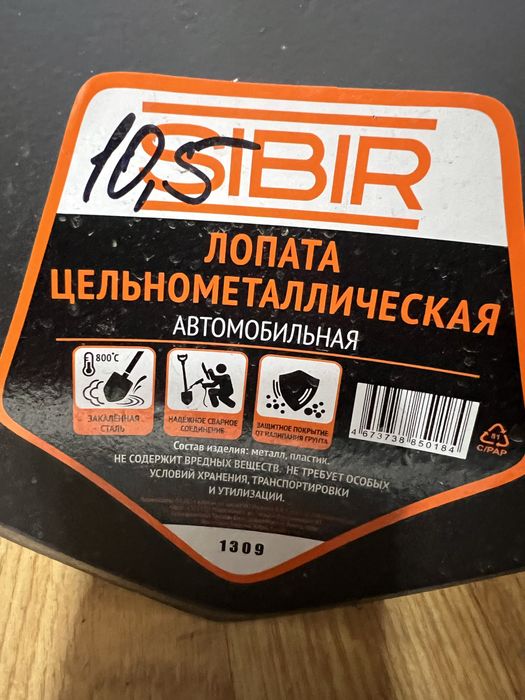 10,5
SIBIR
ЛОПАТА
ЦЕЛЬНОМЕТАЛЛИЧЕСКАЯ
АВТОМОБИЛЬНАЯ
800°C
ЗАКАЛЁННАЯ
СТАЛЬ
НАДЕЖНОЕ СВАРНОЕ
СОЕДИНЕНИЕ
ЗАЩИТНОЕ ПОКРЫТИЕ
ОТ НАЛИПАНИЯ ГРУНТА
4 673738 850184
81
C/PAP
Состав изделия: металл, пластик.
НЕ СОДЕРЖИТ ВРЕДНЫХ ВЕЩЕСТВ. НЕ ТРЕБУЕТ ОСОБЫХ
УСЛОВИЙ ХРАНЕНИЯ, ТРАНСПОРТИРОВКИ
И УТИЛИЗАЦИИ.
1309